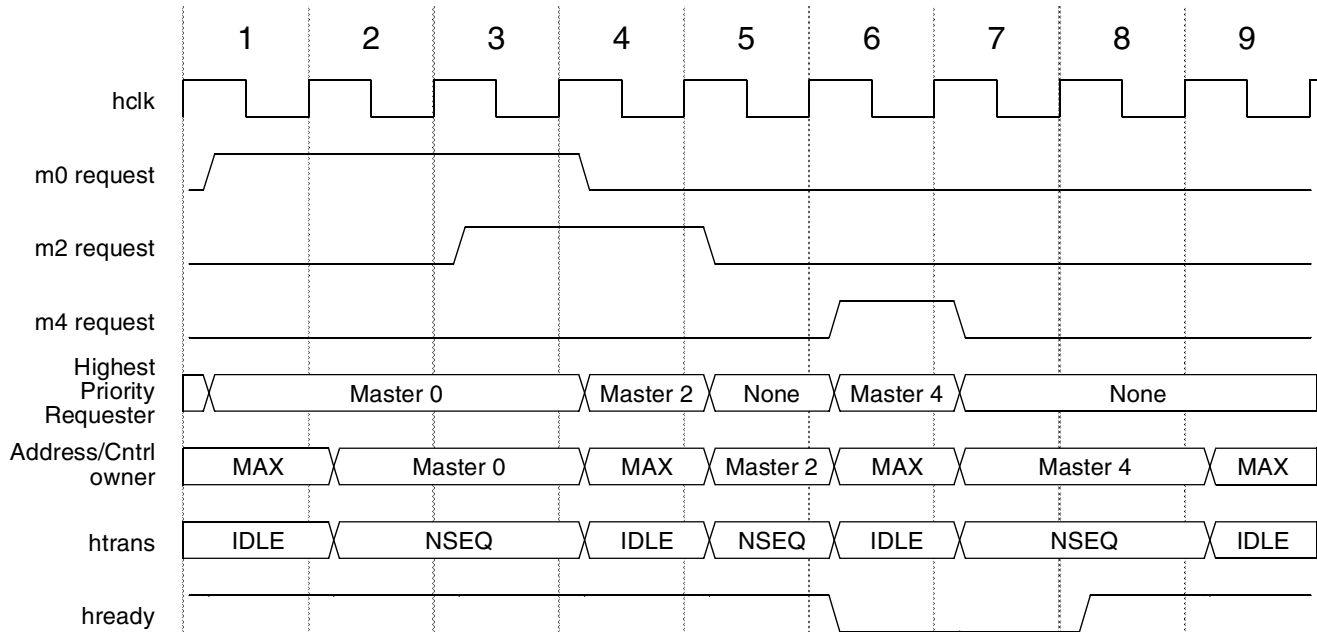 1 2 3 4 5 6 7 8 9
hclk
m0 request
m2 request
m4 request
Highest
Priority
Requester
Master 0 Master 2 None Master 4 None
Address/Cntrl
owner
MAX Master 0 MAX Master 2 MAX Master 4 MAX
htrans IDLE NSEQ IDLE NSEQ IDLE NSEQ IDLE
hready